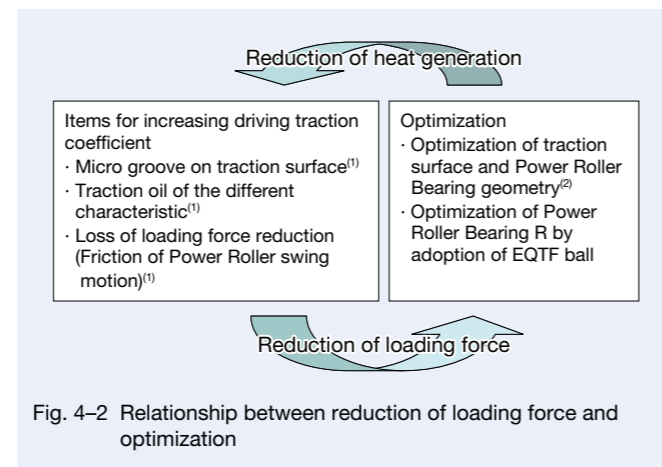 Reduction of heat generation
Items for increasing driving traction
coefficient
· Micro groove on traction surface(1)
· Traction oil of the different
characteristic(1)
· Loss of loading force reduction
(Friction of Power Roller swing
motion)(1)
Optimization
· Optimization of traction
surface and Power Roller
Bearing geometry(2)
· Optimization of Power
Roller Bearing R by
adoption of EQTF ball
Reduction of loading force
Fig. 4–2 Relationship between reduction of loading force and
optimization